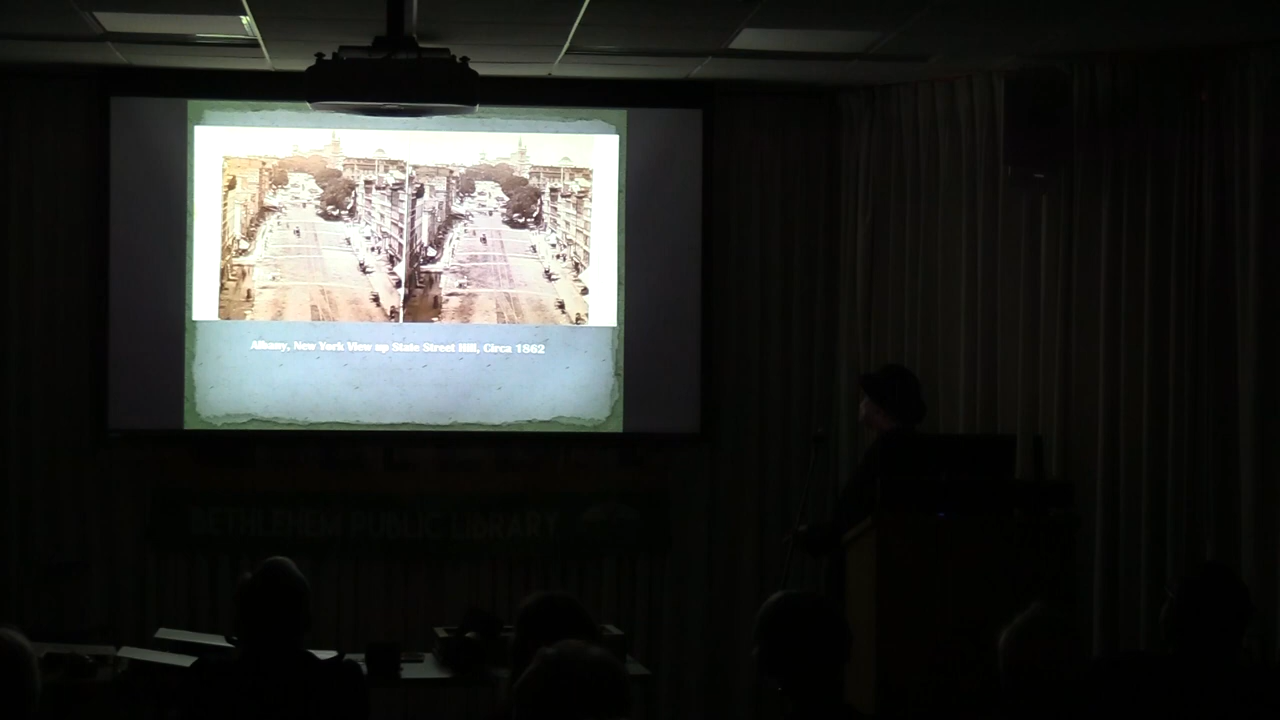 Albany, New York View up State Street Hill, Circa 1862
BETHLEHEM PUBLIC LIBRARY